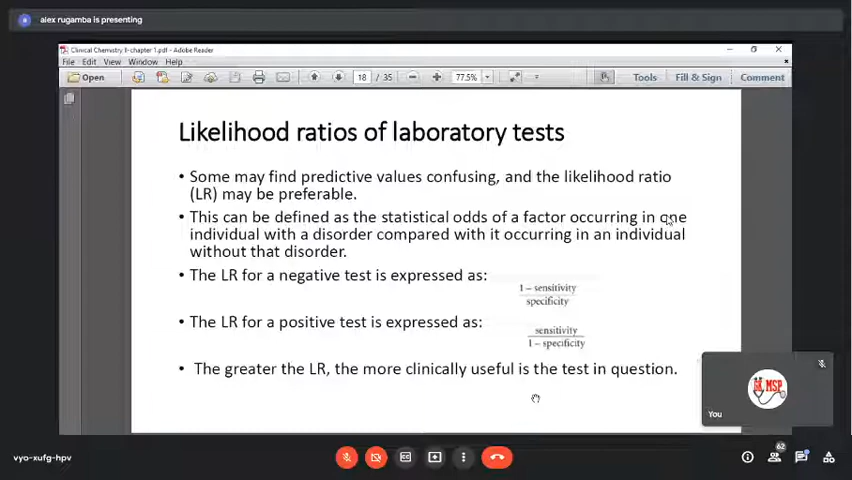 alex rugamba is presenting
Clinical Chemistry II-chapter 1.pdf - Adobe Reader
File Edit View Window Help
Open 18 / 35 77.5% Tools Fill & Sign Comment
Likelihood ratios of laboratory tests
• Some may find predictive values confusing, and the likelihood ratio
(LR) may be preferable.
• This can be defined as the statistical odds of a factor occurring in one
individual with a disorder compared with it occurring in an individual
without that disorder.
• The LR for a negative test is expressed as:
1 – sensitivity
specificity
• The LR for a positive test is expressed as:
sensitivity
1 – specificity
• The greater the LR, the more clinically useful is the test in question.
MSP
You
vyo-xufg-hpv
62